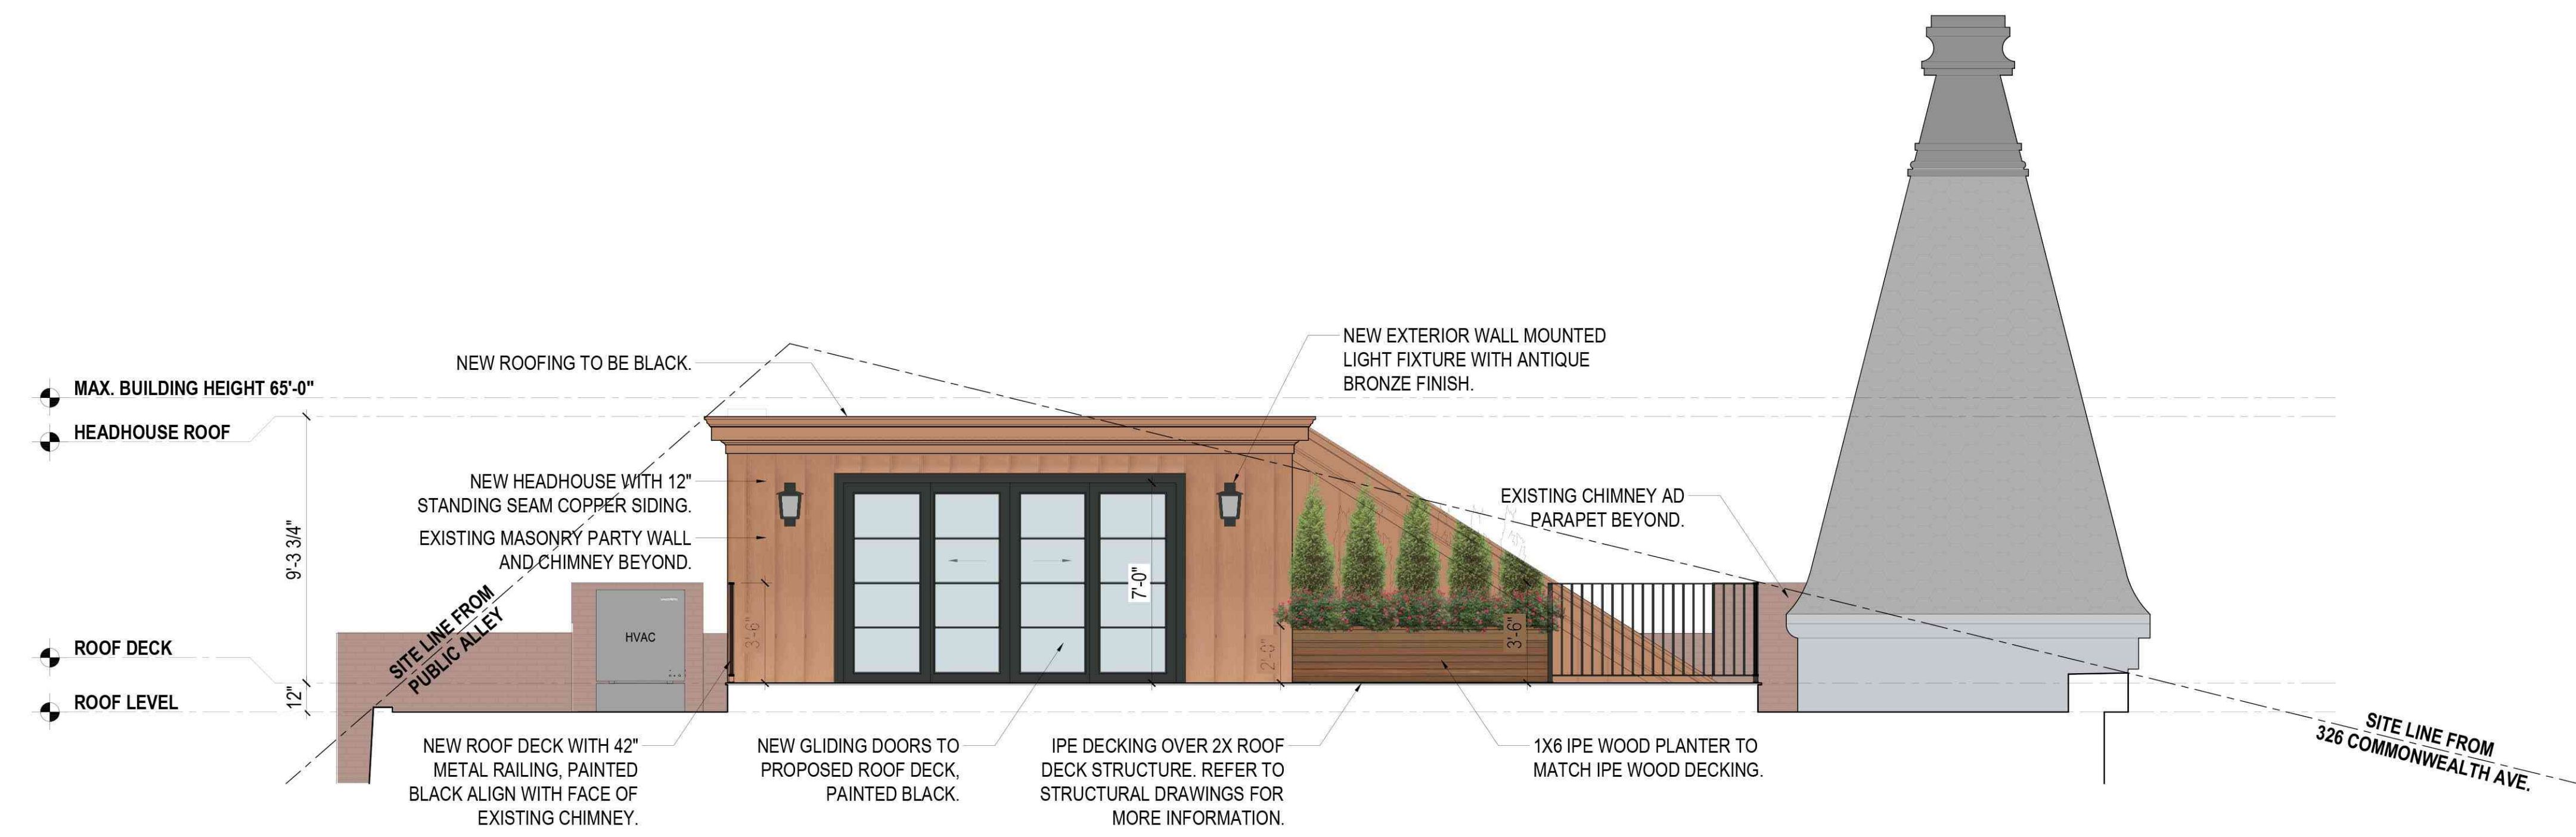 NEW EXTERIOR WALL MOUNTED
LIGHT FIXTURE WITH ANTIQUE
BRONZE FINISH.
NEW ROOFING TO BE BLACK.
MAX. BUILDING HEIGHT 65'-0"
HEADHOUSE ROOF
NEW HEADHOUSE WITH 12"
STANDING SEAM COPPER SIDING.
EXISTING MASONRY PARTY WALL
AND CHIMNEY BEYOND.
EXISTING CHIMNEY AD
PARAPET BEYOND.
9'-3 3/4"
7'-0"
SITE LINE FROM
PUBLIC ALLEY
HVAC
3'-6"
2'-0"
3'-6"
ROOF DECK
12"
ROOF LEVEL
NEW ROOF DECK WITH 42"
METAL RAILING, PAINTED
BLACK ALIGN WITH FACE OF
EXISTING CHIMNEY.
NEW GLIDING DOORS TO
PROPOSED ROOF DECK,
PAINTED BLACK.
IPE DECKING OVER 2X ROOF
DECK STRUCTURE. REFER TO
STRUCTURAL DRAWINGS FOR
MORE INFORMATION.
1X6 IPE WOOD PLANTER TO
MATCH IPE WOOD DECKING.
SITE LINE FROM
326 COMMONWEALTH AVE.